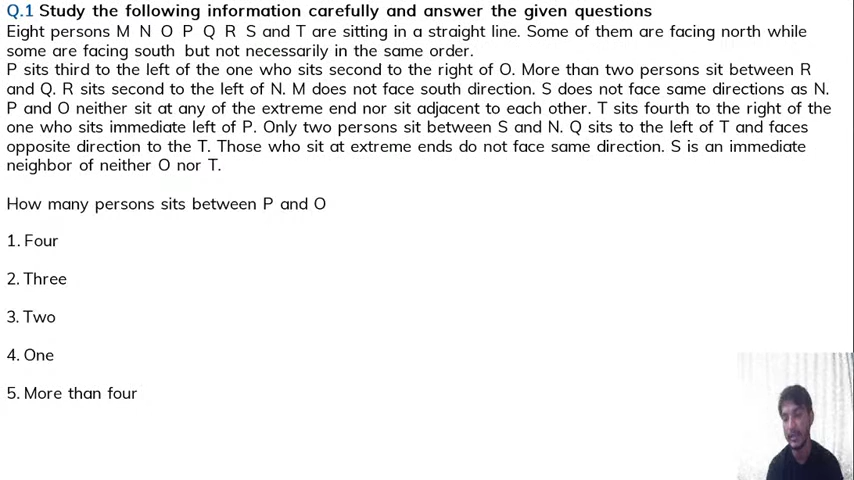 Q.1 Study the following information carefully and answer the given questions
Eight persons M N O P Q R S and T are sitting in a straight line. Some of them are facing north while
some are facing south but not necessarily in the same order.
P sits third to the left of the one who sits second to the right of O. More than two persons sit between R
and Q. R sits second to the left of N. M does not face south direction. S does not face same directions as N.
P and O neither sit at any of the extreme end nor sit adjacent to each other. T sits fourth to the right of the
one who sits immediate left of P. Only two persons sit between S and N. Q sits to the left of T and faces
opposite direction to the T. Those who sit at extreme ends do not face same direction. S is an immediate
neighbor of neither O nor T.
How many persons sits between P and O
1. Four
2. Three
3. Two
4. One
5. More than four